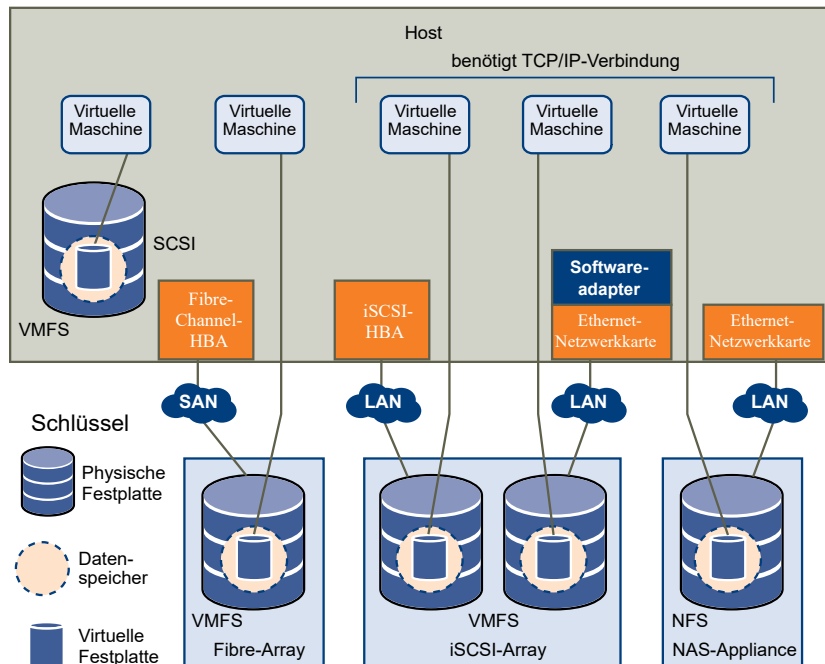 Host
benötigt TCP/IP-Verbindung
Virtuelle
Maschine
Virtuelle
Maschine
Virtuelle
Maschine
Virtuelle
Maschine
Virtuelle
Maschine
SCSI
VMFS
Fibre-
Channel-
HBA
iSCSI-
HBA
Software-
adapter
Ethernet-
Netzwerkkarte
Ethernet-
Netzwerkkarte
SAN
LAN
LAN
LAN
Schlüssel
Physische
Festplatte
Daten-
speicher
Virtuelle
Festplatte
VMFS
Fibre-Array
VMFS
iSCSI-Array
NFS
NAS-Appliance